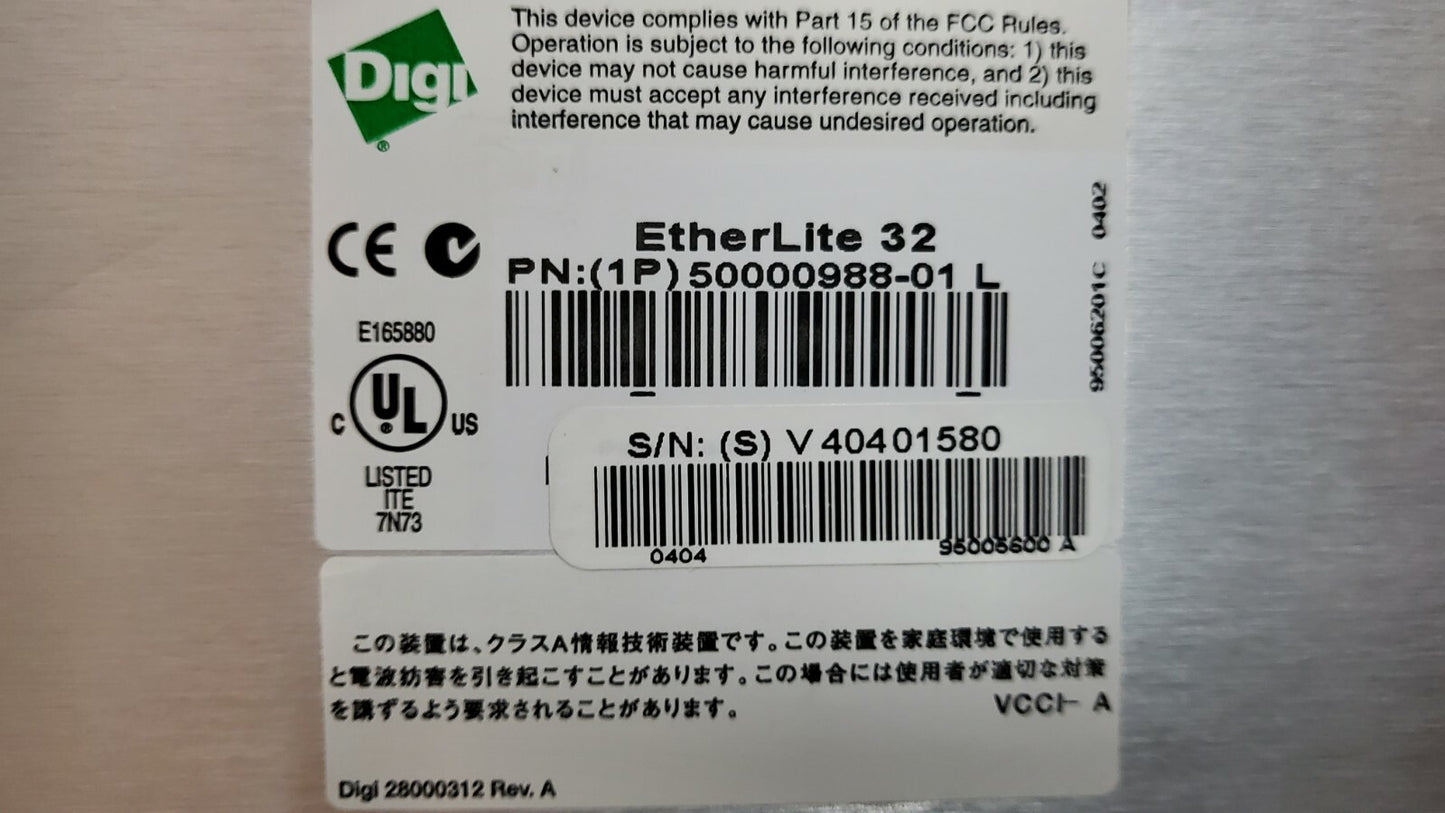 Digi
®
This device complies with Part 15 of the FCC Rules.
Operation is subject to the following conditions: 1) this
device may not cause harmful interference, and 2) this
device must accept any interference received including
interference that may cause undesired operation.
CE
E165880
C UL US
®
LISTED
ITE
7N73
EtherLite 32
PN:(1P)50000988-01 L
95006201C 0402
S/N: (S) V40401580
0404 95005600 A
この装置は、クラスA情報技術装置です。この装置を家庭環境で使用する
と電波妨害を引き起こすことがあります。この場合には使用者が適切な対策
を講ずるよう要求されることがあります。
VCCI- A
Digi 28000312 Rev. A